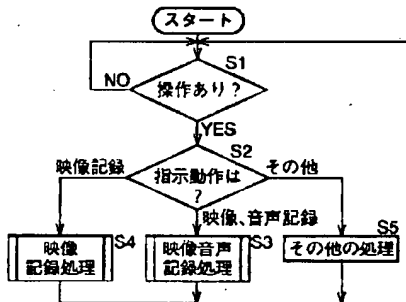 スタート
S1
NO
操作あり?
YES
S2
映像記録
指示動作は
?
その他
映像、音声記録
S4
S3
S5
映像
記録処理
映像音声
記録処理
その他の処理